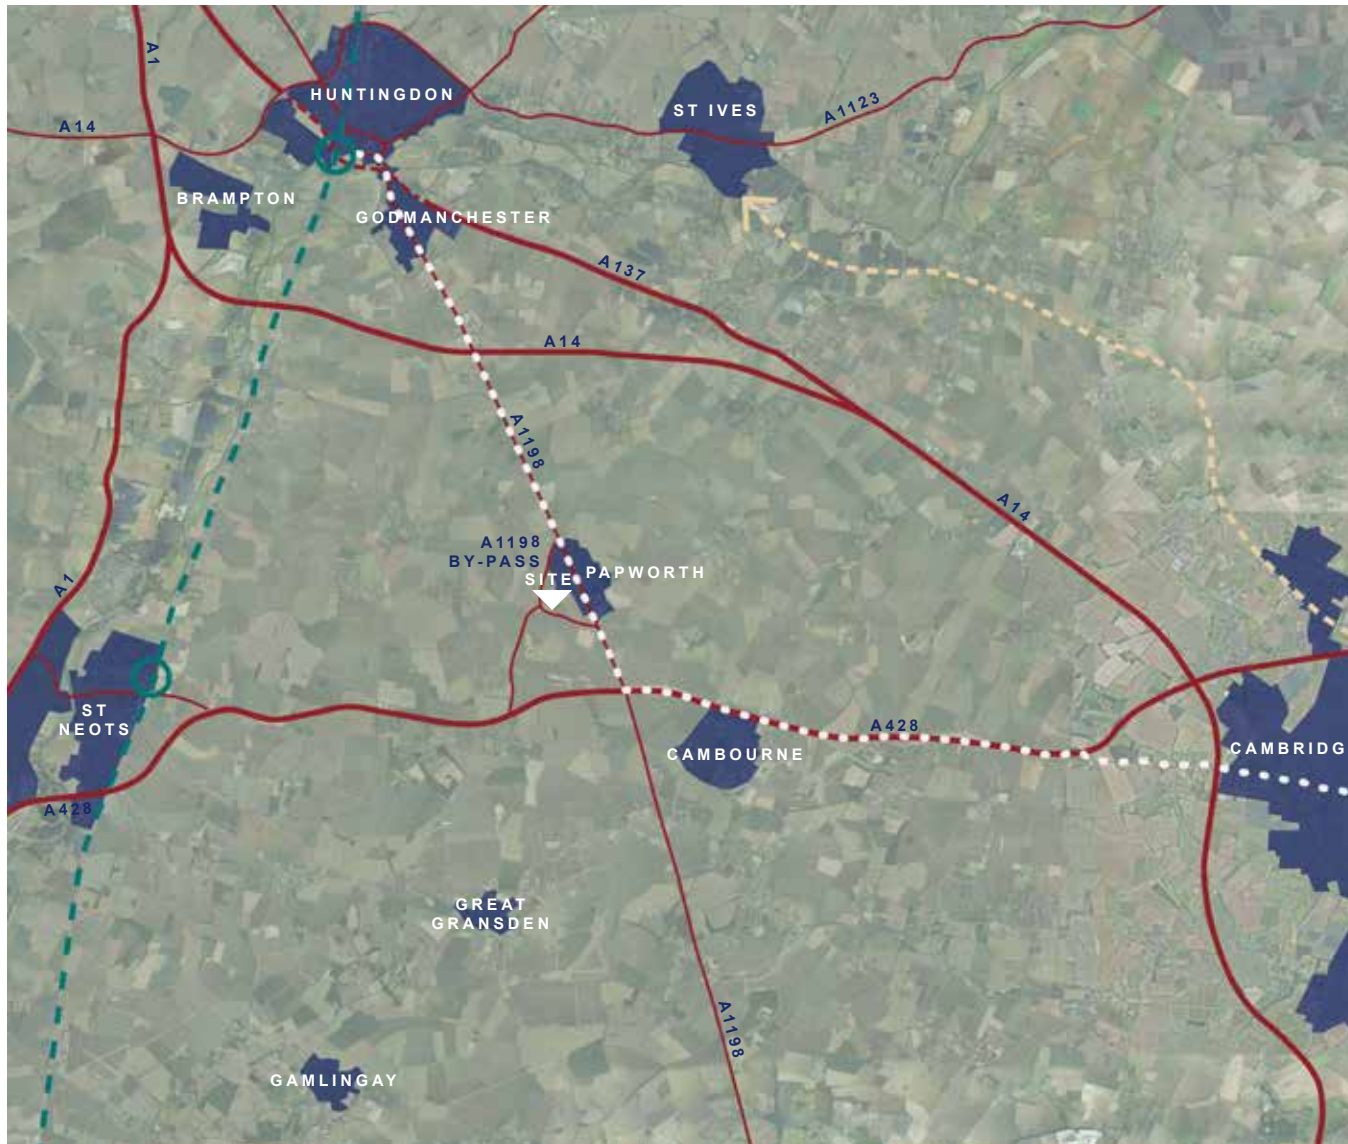 A1
HUNTINGDON
ST IVES
A1123
A14
BRAMPTON
GODMANCHESTER
A137
A14
A1198
A14
A1198
BY-PASS
SITE
PAPWORTH
A1
ST
NEOTS
A428
CAMBOURNE
CAMBRIDG
A428
GREAT
GRANSDEN
A1198
GAMLINGAY